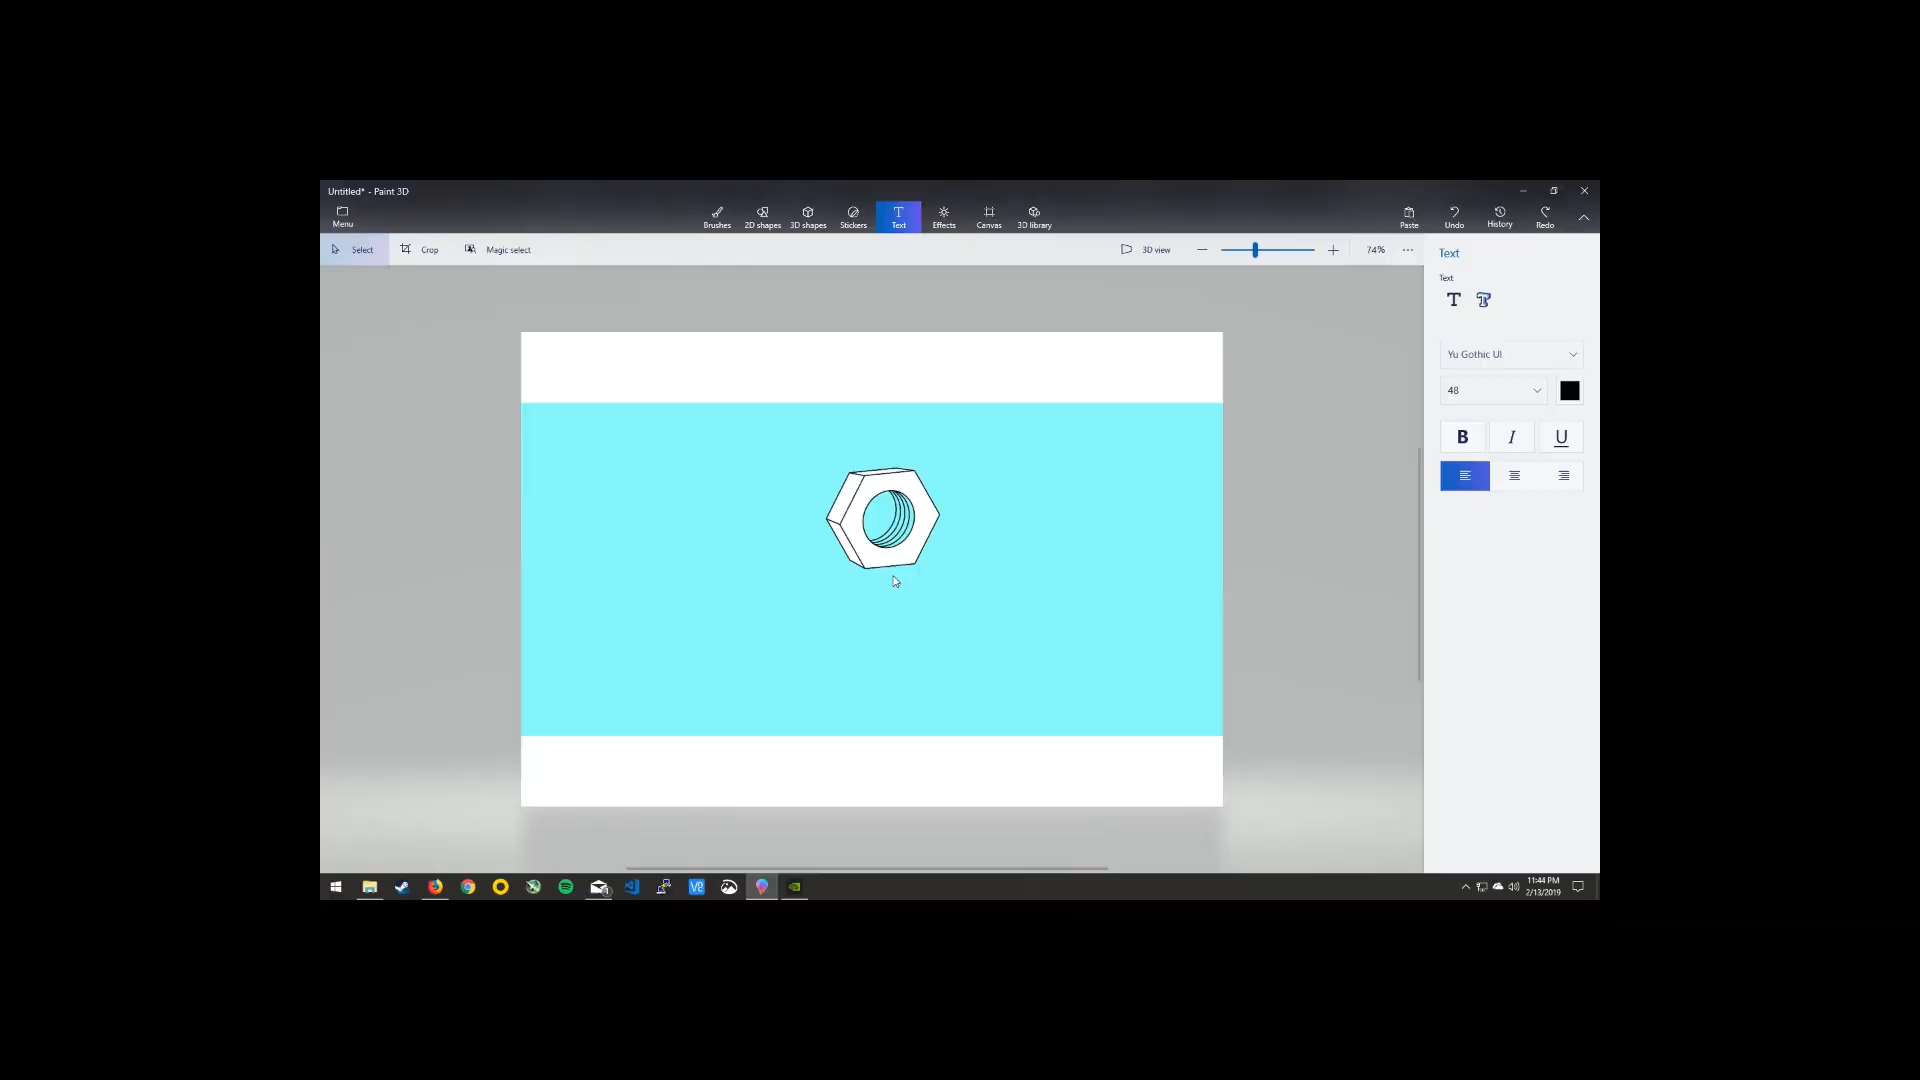 Untitled* - Paint 3D
Menu
Brushes
2D shapes
3D shapes
Stickers
Text
Effects
Canvas
3D library
Paste
Undo
History
Redo
Select
Crop
Magic select
3D view
74%
Text
Text
Yu Gothic UI
48
B
I
U
11:44 PM
2/13/2019